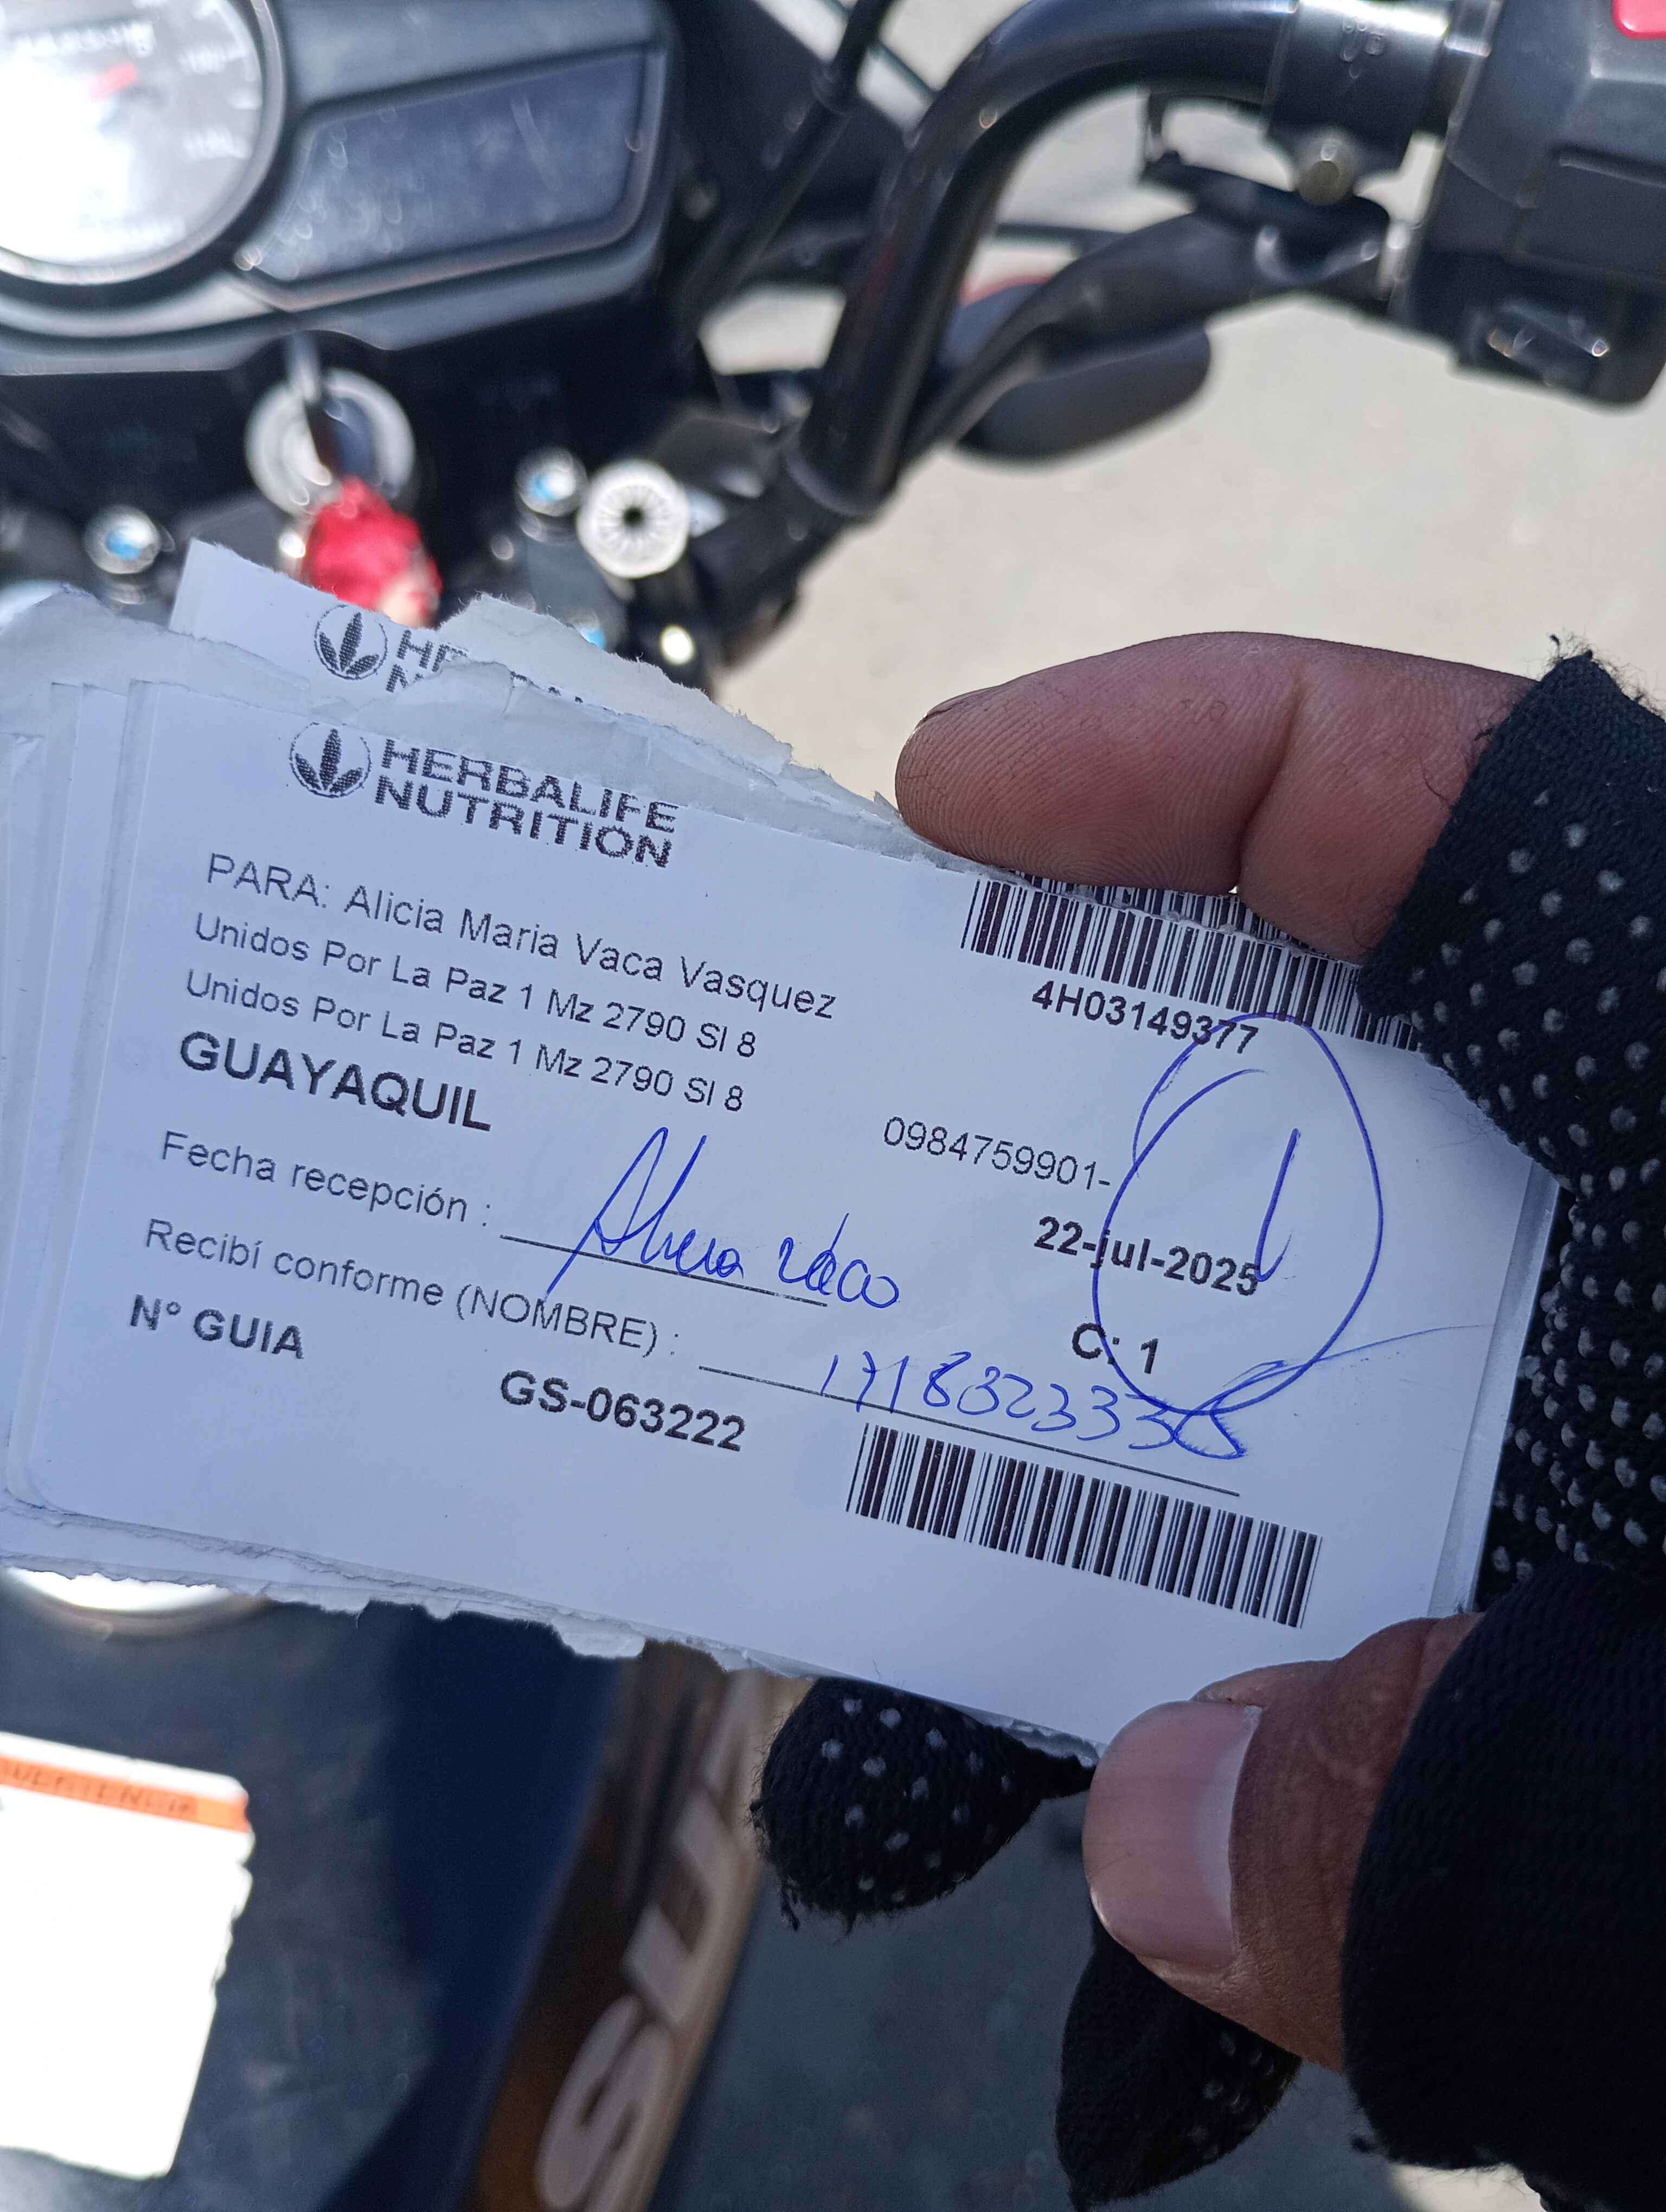 HERBALIFE
NUTRITION
PARA: Alicia Maria Vaca Vasquez
Unidos Por La Paz 1 Mz 2790 Sl 8
Unidos Por La Paz 1 Mz 2790 Sl 8
GUAYAQUIL
4H03149377
0984759901-
Fecha recepción :
22-jul-2025
Recibí conforme (NOMBRE) :
C: 1
N° GUIA
GS-063222